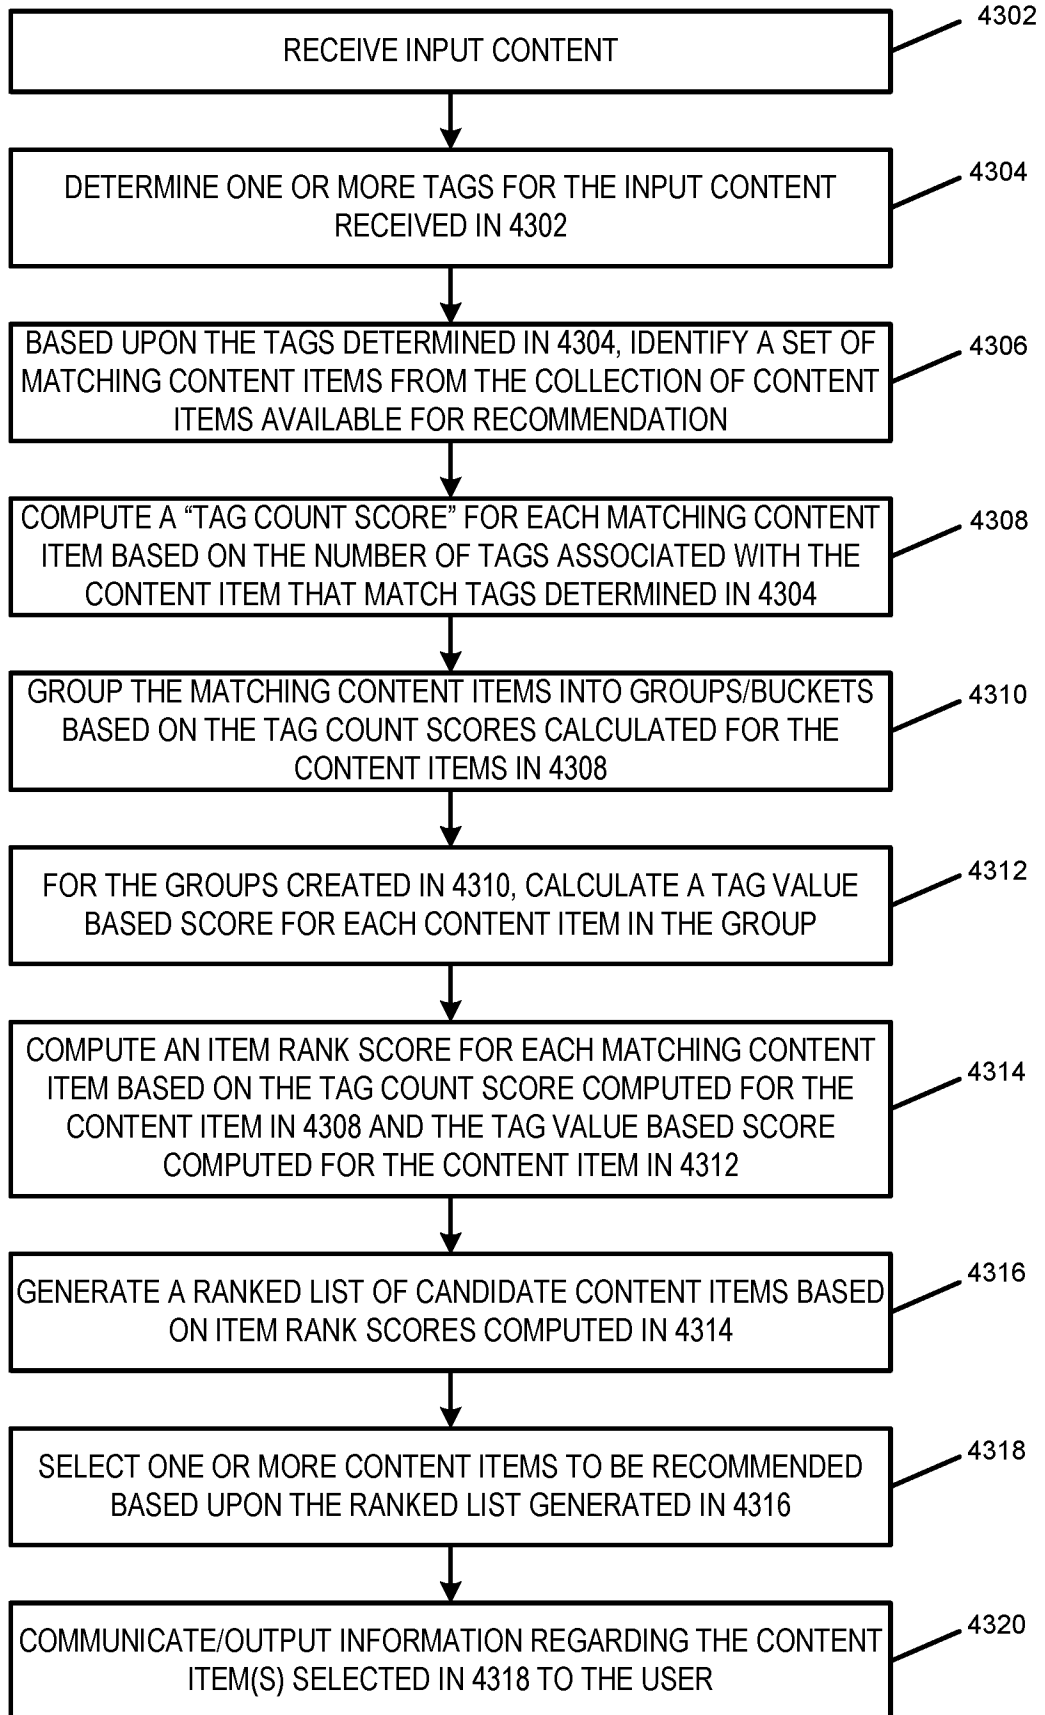 RECEIVE INPUT CONTENT
4302
DETERMINE ONE OR MORE TAGS FOR THE INPUT CONTENT
RECEIVED IN 4302
4304
BASED UPON THE TAGS DETERMINED IN 4304, IDENTIFY A SET OF
MATCHING CONTENT ITEMS FROM THE COLLECTION OF CONTENT
ITEMS AVAILABLE FOR RECOMMENDATION
4306
COMPUTE A “TAG COUNT SCORE” FOR EACH MATCHING CONTENT
ITEM BASED ON THE NUMBER OF TAGS ASSOCIATED WITH THE
CONTENT ITEM THAT MATCH TAGS DETERMINED IN 4304
4308
GROUP THE MATCHING CONTENT ITEMS INTO GROUPS/BUCKETS
BASED ON THE TAG COUNT SCORES CALCULATED FOR THE
CONTENT ITEMS IN 4308
4310
FOR THE GROUPS CREATED IN 4310, CALCULATE A TAG VALUE
BASED SCORE FOR EACH CONTENT ITEM IN THE GROUP
4312
COMPUTE AN ITEM RANK SCORE FOR EACH MATCHING CONTENT
ITEM BASED ON THE TAG COUNT SCORE COMPUTED FOR THE
CONTENT ITEM IN 4308 AND THE TAG VALUE BASED SCORE
COMPUTED FOR THE CONTENT ITEM IN 4312
4314
GENERATE A RANKED LIST OF CANDIDATE CONTENT ITEMS BASED
ON ITEM RANK SCORES COMPUTED IN 4314
4316
SELECT ONE OR MORE CONTENT ITEMS TO BE RECOMMENDED
BASED UPON THE RANKED LIST GENERATED IN 4316
4318
COMMUNICATE/OUTPUT INFORMATION REGARDING THE CONTENT
ITEM(S) SELECTED IN 4318 TO THE USER
4320